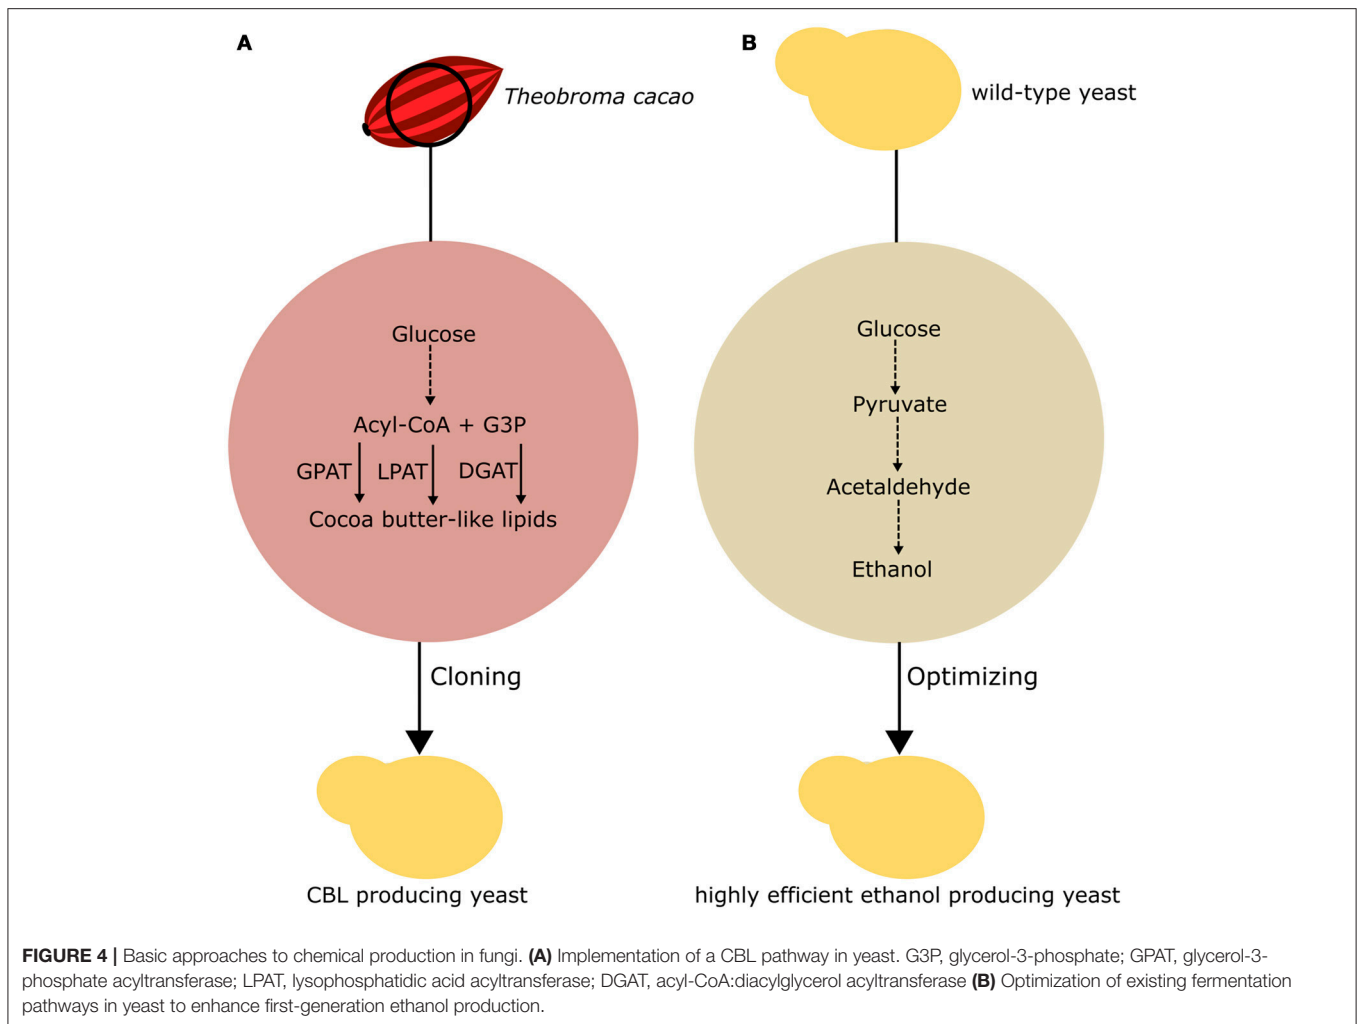 A
Theobroma cacao
Glucose
Acyl-CoA + G3P
GPAT LPAT DGAT
Cocoa butter-like lipids
Cloning
CBL producing yeast
B
wild-type yeast
Glucose
Pyruvate
Acetaldehyde
Ethanol
Optimizing
highly efficient ethanol producing yeast
FIGURE 4 | Basic approaches to chemical production in fungi. (A) Implementation of a CBL pathway in yeast. G3P, glycerol-3-phosphate; GPAT, glycerol-3-
phosphate acyltransferase; LPAT, lysophosphatidic acid acyltransferase; DGAT, acyl-CoA:diacylglycerol acyltransferase (B) Optimization of existing fermentation
pathways in yeast to enhance first-generation ethanol production.